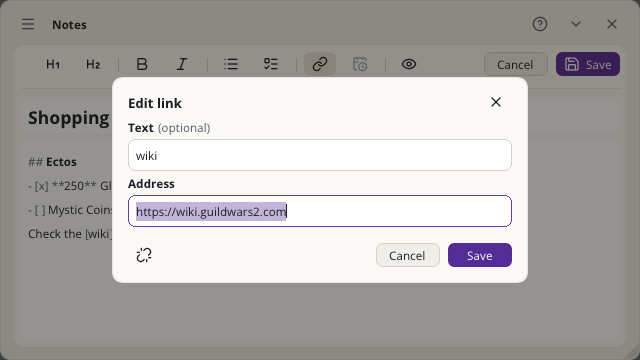 Notes
H1 H2 B I Cancel Save
Shopping
## Ectos
- [x] **250** Gl
- [ ] Mystic Coins
Check the [wiki]
Edit link
Text (optional)
wiki
Address
https://wiki.guildwars2.com
Cancel Save